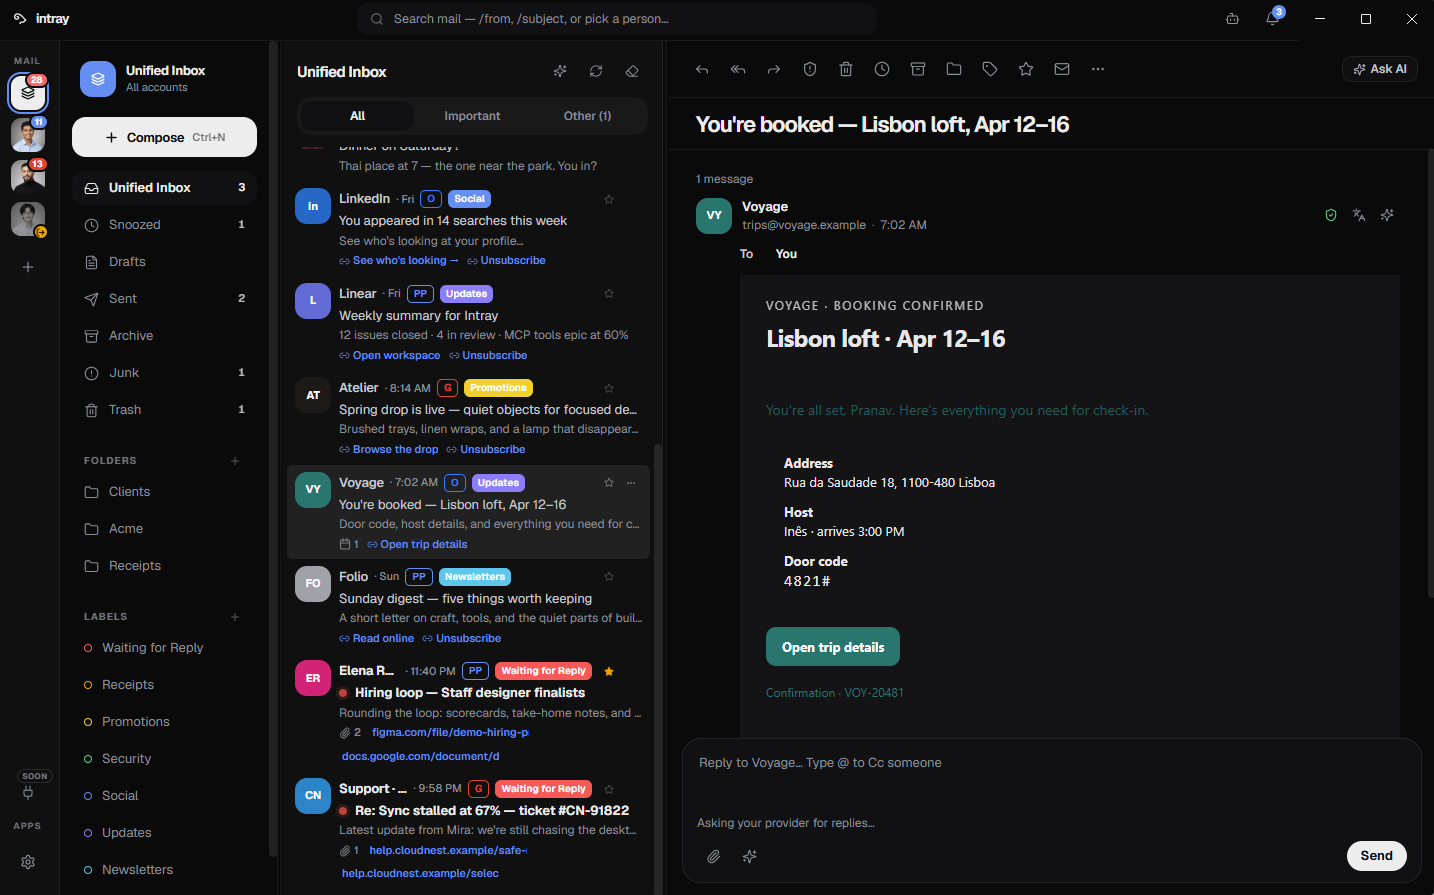 intray
Search mail — /from, /subject, or pick a person...
3
MAIL
28
11
13
SOON
APPS
Unified Inbox
All accounts
+ Compose Ctrl+N
Unified Inbox 3
Snoozed 1
Drafts
Sent 2
Archive
Junk 1
Trash 1
FOLDERS +
Clients
Acme
Receipts
LABELS +
Waiting for Reply
Receipts
Promotions
Security
Social
Updates
Newsletters
Unified Inbox
All Important Other (1)
Dinner on Saturday?
Thai place at 7 — the one near the park. You in?
in
LinkedIn · Fri O Social
You appeared in 14 searches this week
See who's looking at your profile...
See who's looking → Unsubscribe
L
Linear · Fri PP Updates
Weekly summary for Intray
12 issues closed · 4 in review · MCP tools epic at 60%
Open workspace Unsubscribe
AT
Atelier · 8:14 AM G Promotions
Spring drop is live — quiet objects for focused de...
Brushed trays, linen wraps, and a lamp that disappear...
Browse the drop Unsubscribe
VY
Voyage · 7:02 AM O Updates
You're booked — Lisbon loft, Apr 12–16
Door code, host details, and everything you need for c...
1 Open trip details
FO
Folio · Sun PP Newsletters
Sunday digest — five things worth keeping
A short letter on craft, tools, and the quiet parts of buil...
Read online Unsubscribe
ER
Elena R... · 11:40 PM PP Waiting for Reply
Hiring loop — Staff designer finalists
Rounding the loop: scorecards, take-home notes, and ...
2 figma.com/file/demo-hiring-p
docs.google.com/document/d
CN
Support · ... · 9:58 PM G Waiting for Reply
Re: Sync stalled at 67% — ticket #CN-91822
Latest update from Mira: we're still chasing the deskt...
1 help.cloudnest.example/safe-
help.cloudnest.example/selec
Ask AI
You're booked — Lisbon loft, Apr 12–16
1 message
VY
Voyage
trips@voyage.example · 7:02 AM
To You
VOYAGE · BOOKING CONFIRMED
Lisbon loft · Apr 12–16
You're all set, Pranav. Here's everything you need for check-in.
Address
Rua da Saudade 18, 1100-480 Lisboa
Host
Inês · arrives 3:00 PM
Door code
4821#
Open trip details
Confirmation · VOY-20481
Reply to Voyage... Type @ to Cc someone
Asking your provider for replies...
Send